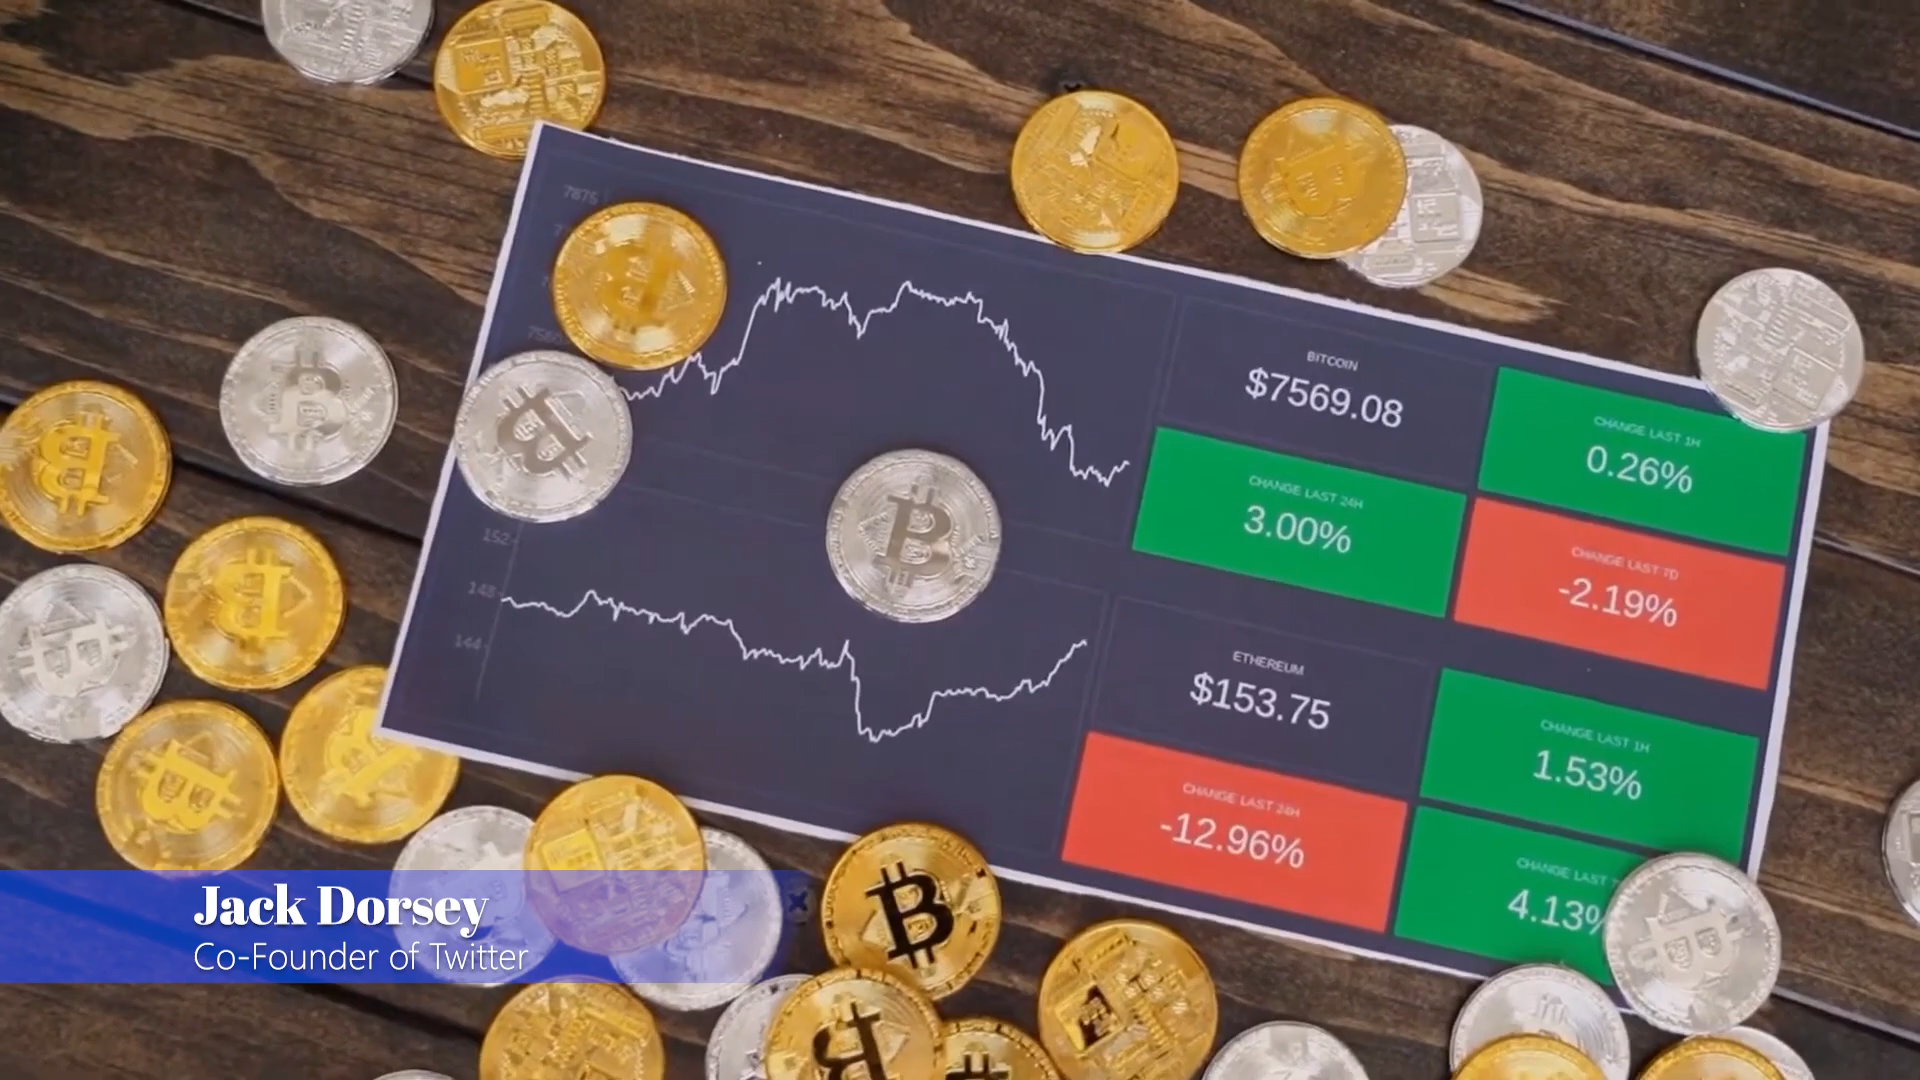 7875
BITCOIN
$7569.08
CHANGE LAST 1H
0.26%
CHANGE LAST 24H
3.00%
CHANGE LAST 7D
-2.19%
152
148
144
ETHEREUM
$153.75
CHANGE LAST 1H
1.53%
CHANGE LAST 24H
-12.96%
CHANGE LAST
4.13%
Jack Dorsey
Co-Founder of Twitter